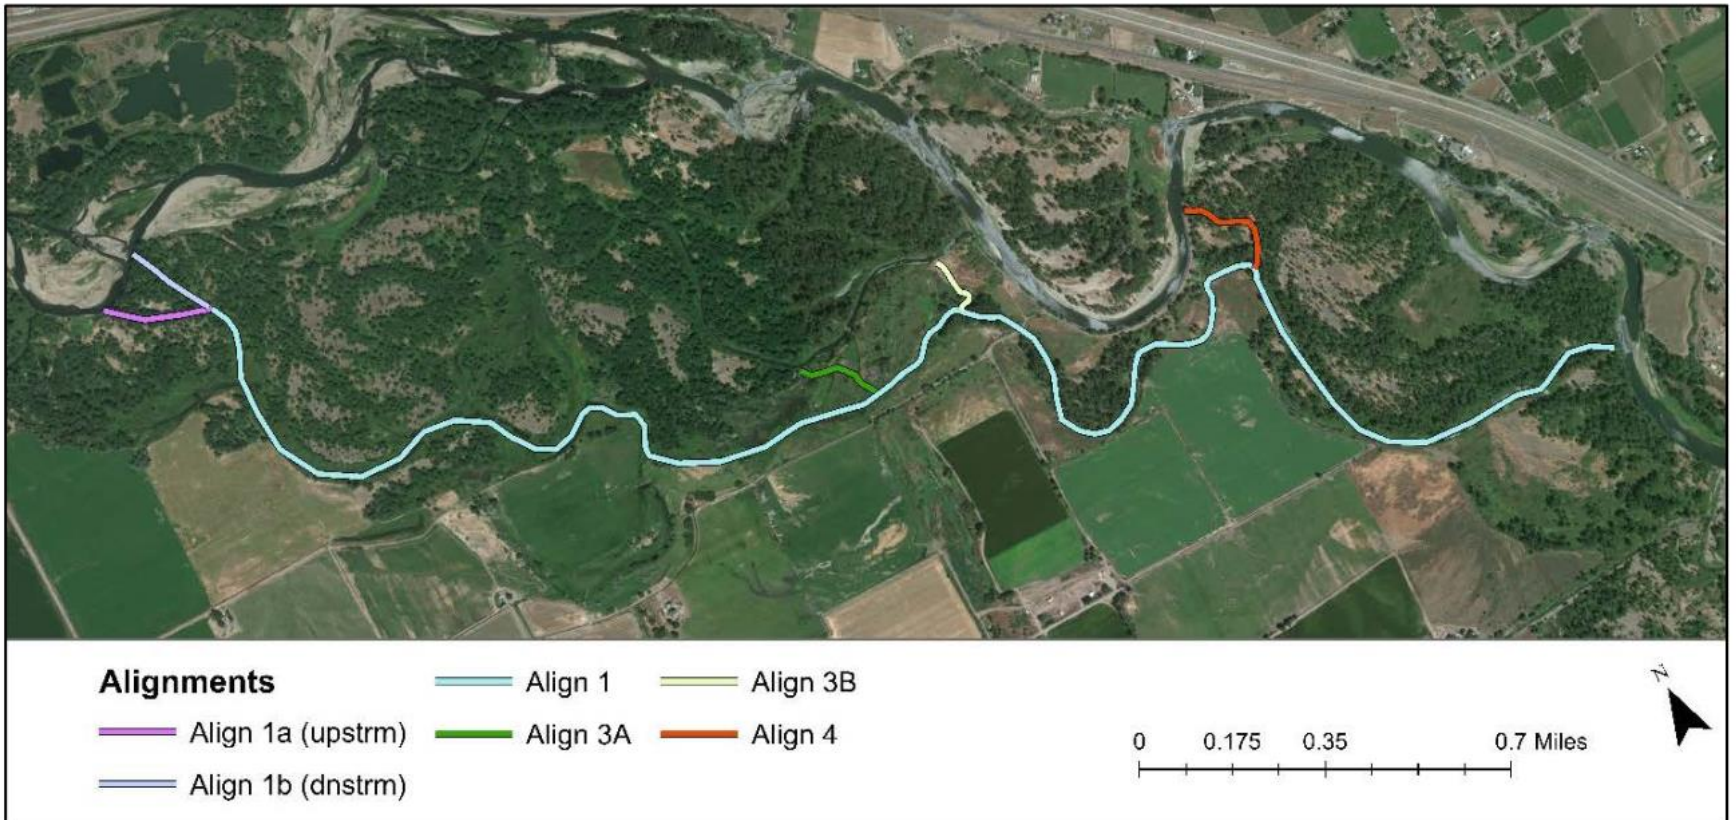 Alignments
Align 1a (upstrm)
Align 1b (dnstrm)
Align 1
Align 3A
Align 3B
Align 4
0 0.175 0.35 0.7 Miles
N